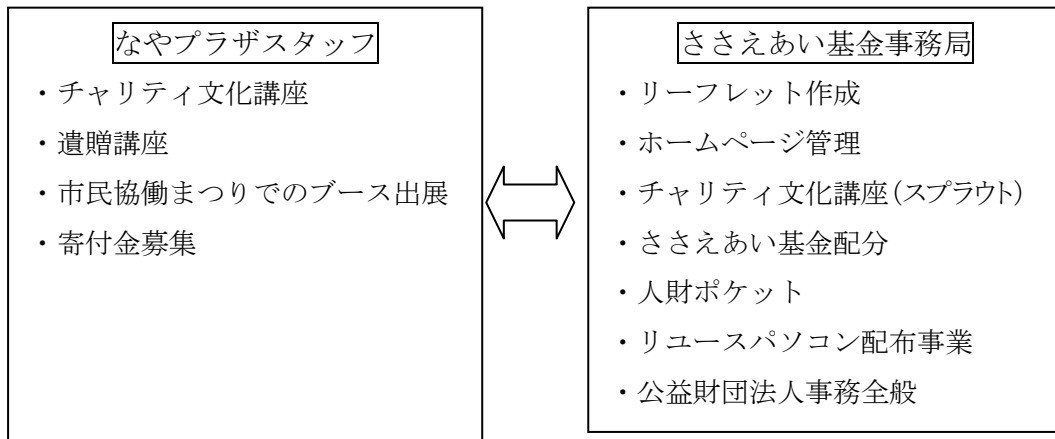 なやプラザスタッフ
・チャリティ文化講座
・遺贈講座
・市民協働まつりでのブース出展
・寄付金募集
ささえあい基金事務局
・リーフレット作成
・ホームページ管理
・チャリティ文化講座(スプラウト)
・ささえあい基金配分
・人財ポケット
・リユースパソコン配布事業
・公益財団法人事務全般